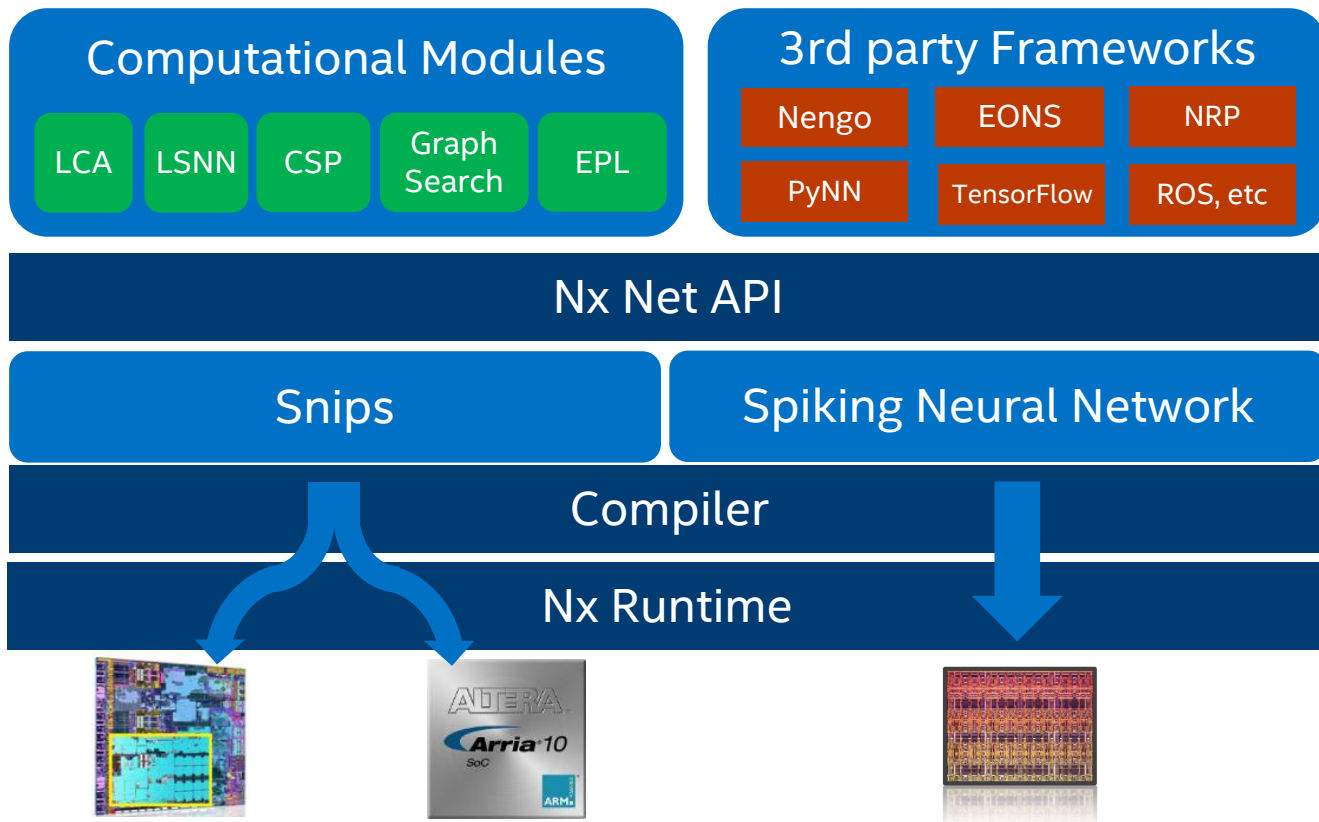 Computational Modules
LCA
LSNN
CSP
Graph
Search
EPL
3rd party Frameworks
Nengo
EONS
NRP
PyNN
TensorFlow
ROS, etc
Nx Net API
Snips
Spiking Neural Network
Compiler
Nx Runtime
ALTERA®
Arria® 10
SoC
ARM®